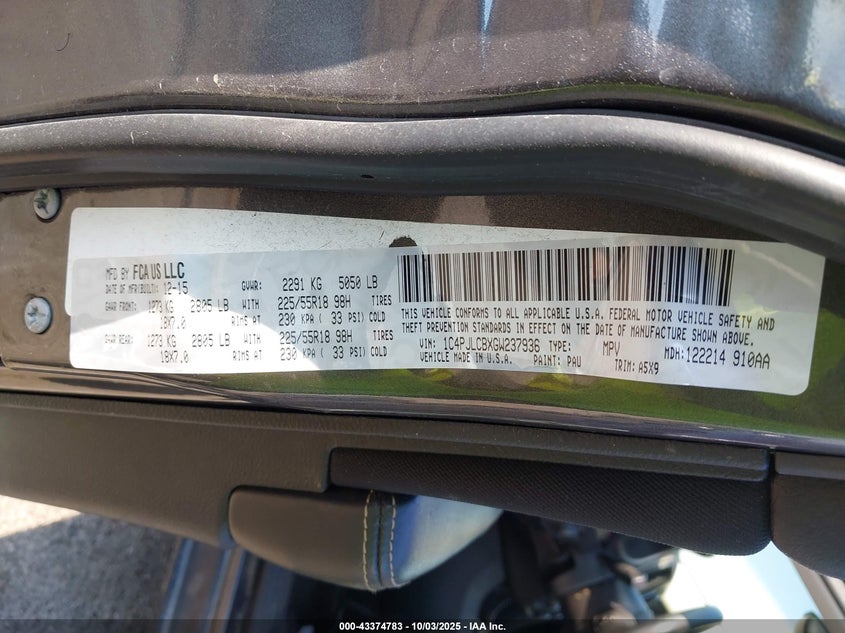 MFD BY FCA US LLC
DATE OF MFR(BUILD): 12-15 GVWR: 2291 KG 5050 LB
GAWR FRONT: 1273 KG 2805 LB WITH 225/55R18 98H TIRES
18X7.0 RIMS AT 230 KPA ( 33 PSI) COLD
GAWR REAR: 1273 KG 2805 LB WITH 225/55R18 98H TIRES
18X7.0 RIMS AT 230 KPA ( 33 PSI) COLD
THIS VEHICLE CONFORMS TO ALL APPLICABLE U.S.A. FEDERAL MOTOR VEHICLE SAFETY AND
THEFT PREVENTION STANDARDS IN EFFECT ON THE DATE OF MANUFACTURE SHOWN ABOVE.
VIN: 1C4PJLCBXGW237936 TYPE: MPV MDH: 122214 910AA
VEHICLE MADE IN U.S.A. PAINT: PAU TRIM: A5X9
000-43374783 - 10/03/2025 - IAAI.COM